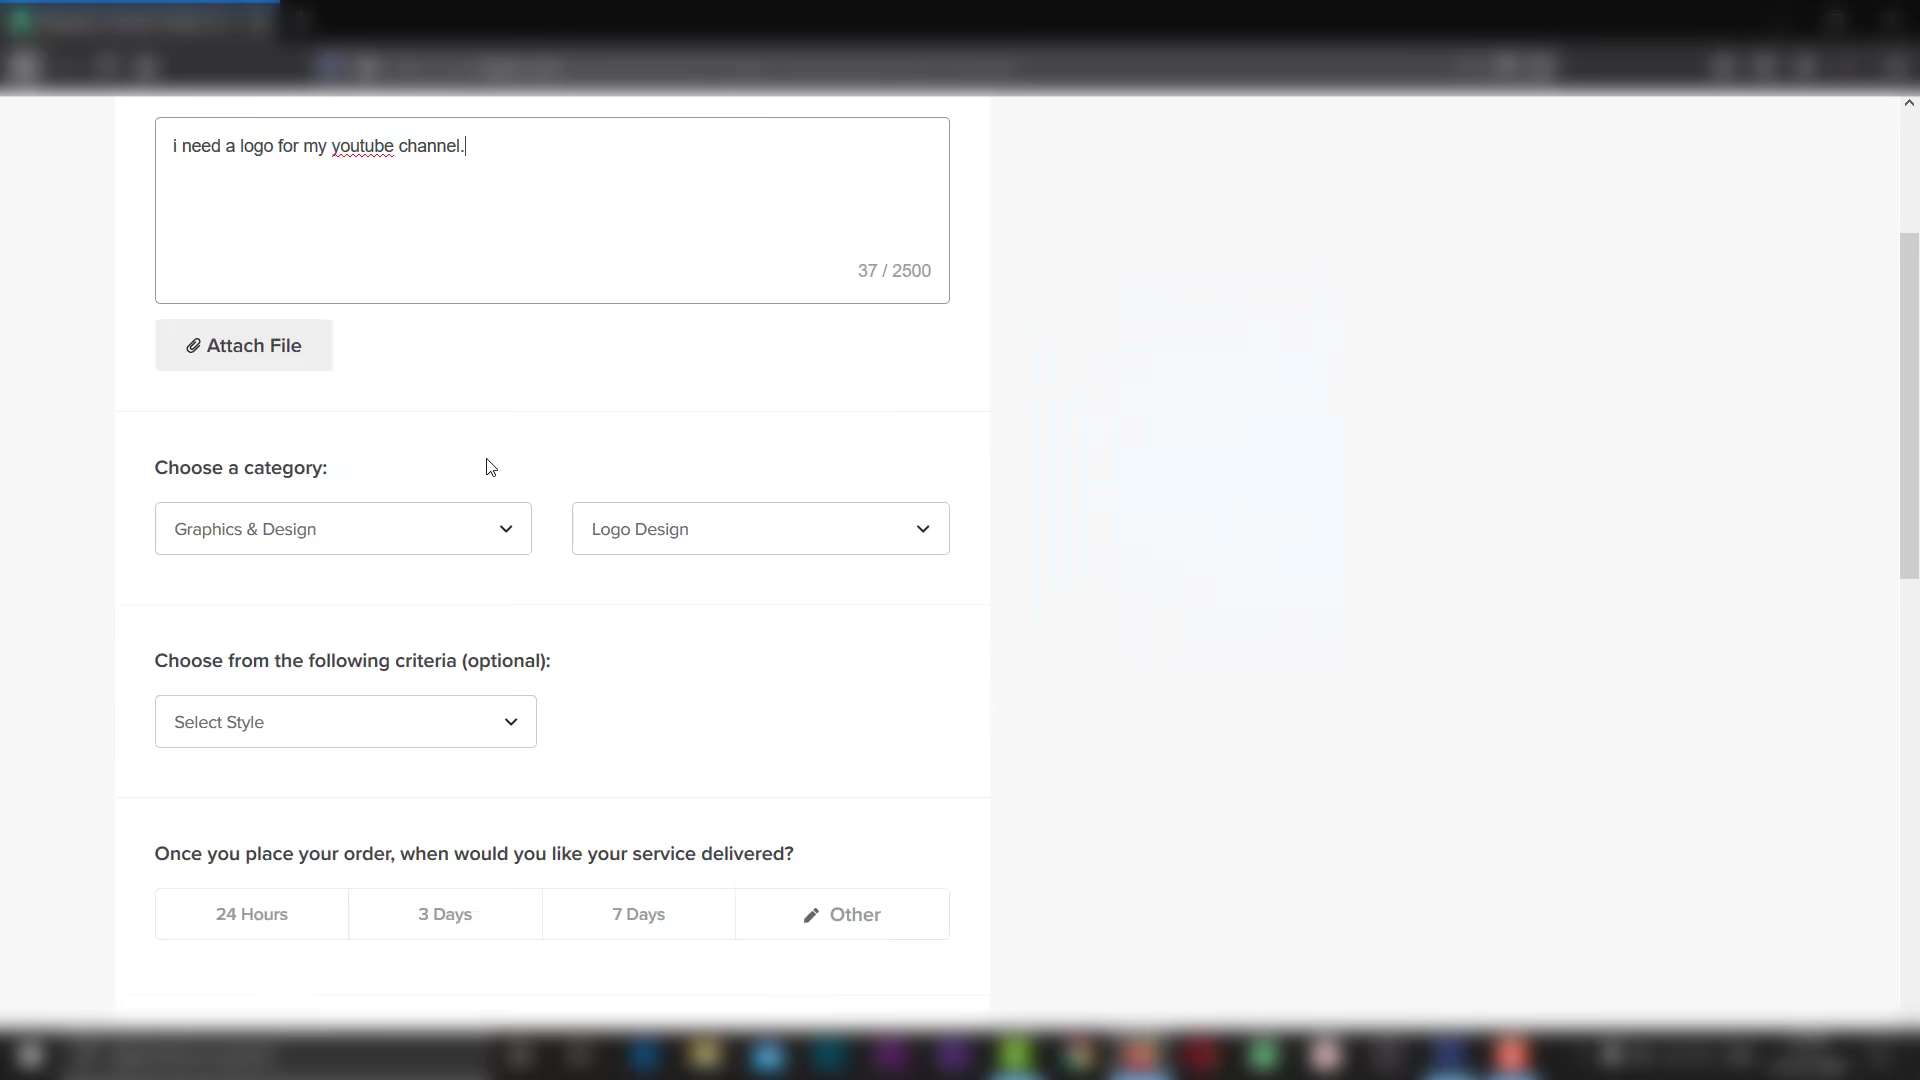 i need a logo for my youtube channel.
37 / 2500
Attach File
Choose a category:
Graphics & Design
Logo Design
Choose from the following criteria (optional):
Select Style
Once you place your order, when would you like your service delivered?
24 Hours
3 Days
7 Days
Other